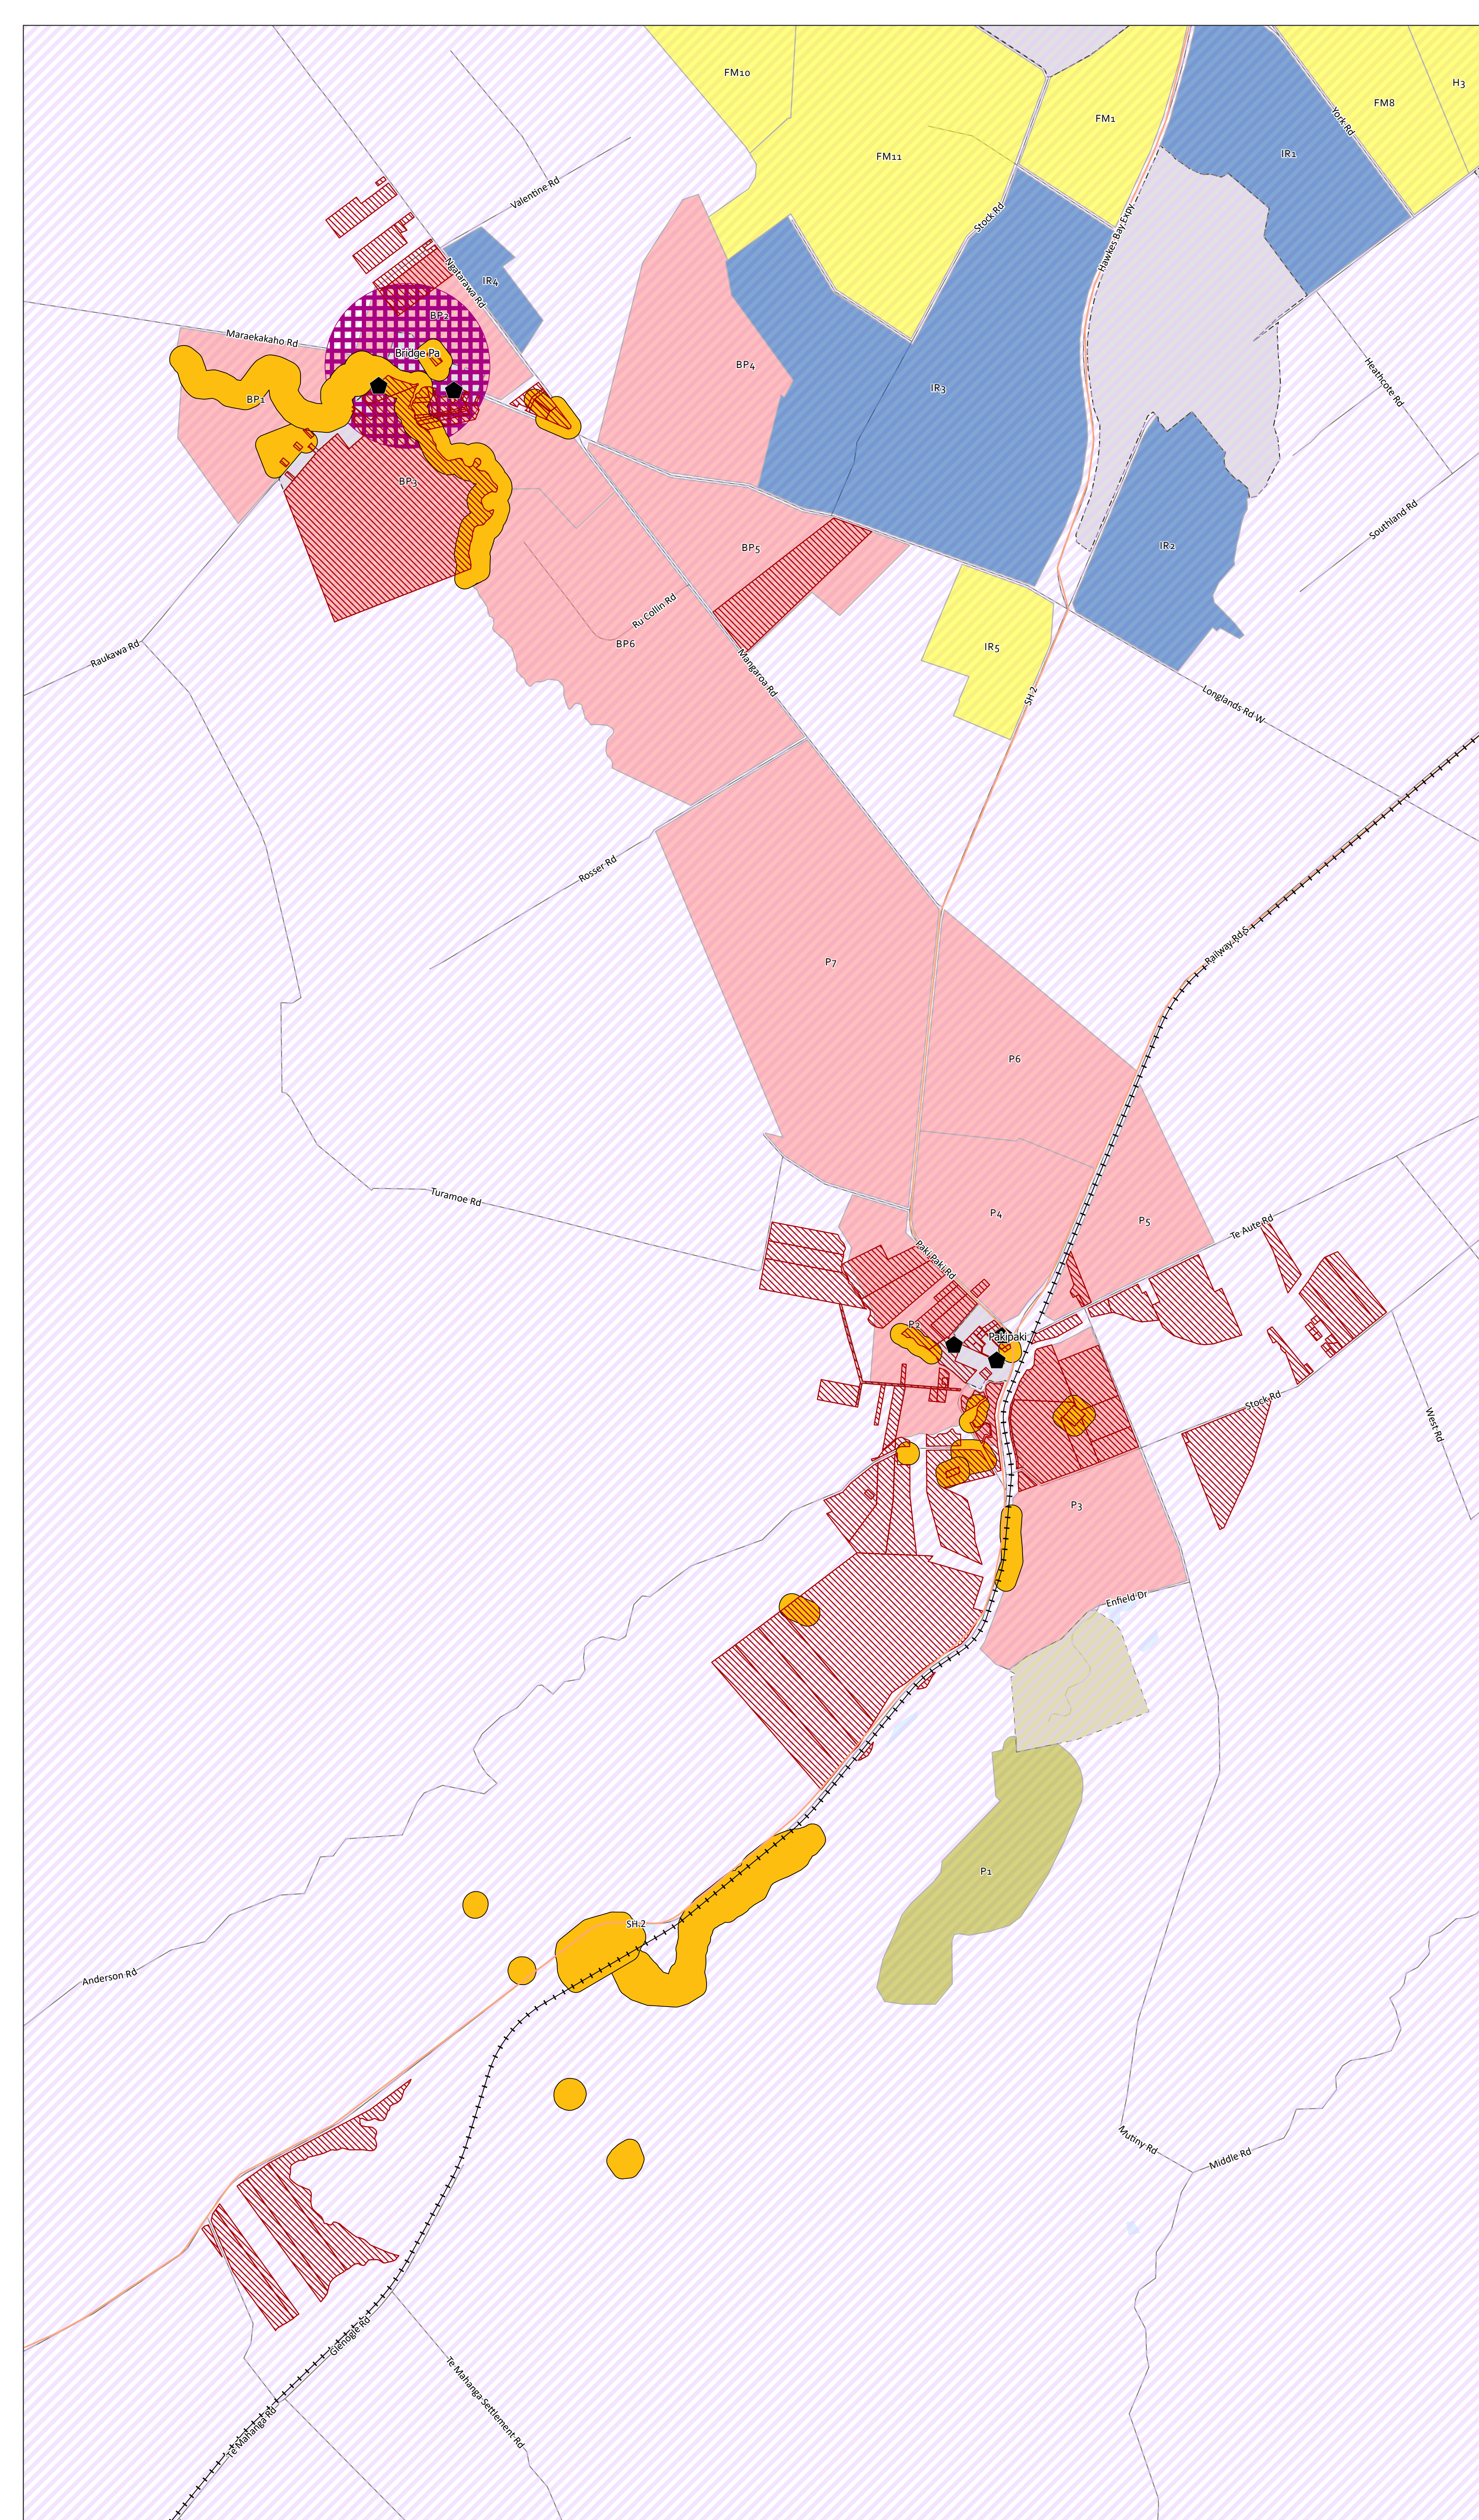 FM10
H3
FM8
FM1
York Rd
IR1
FM11
Valentine Rd
Stock Rd
Hawkes Bay Expy
IR4
Ngatarawa Rd
BP2
Maraekakaho Rd
Bridge Pa
BP4
Heathcote Rd
IR3
BP1
BP3
Southland Rd
IR2
BP5
Ru Collin Rd
BP6
IR5
Raukawa Rd
Mangaroa Rd
SH 2
Longlands Rd W
Rosser Rd
Railway Rd S
P7
P6
Turamoe Rd
P4
P5
Te Aute Rd
Paki Paki Rd
P2
Pakipaki
Stock Rd
West Rd
P3
Enfield Dr
P1
SH 2
Anderson Rd
Mutiny Rd
Middle Rd
Glenogle Rd
Te Mahanga Settlement Rd
Te Mahanga Rd